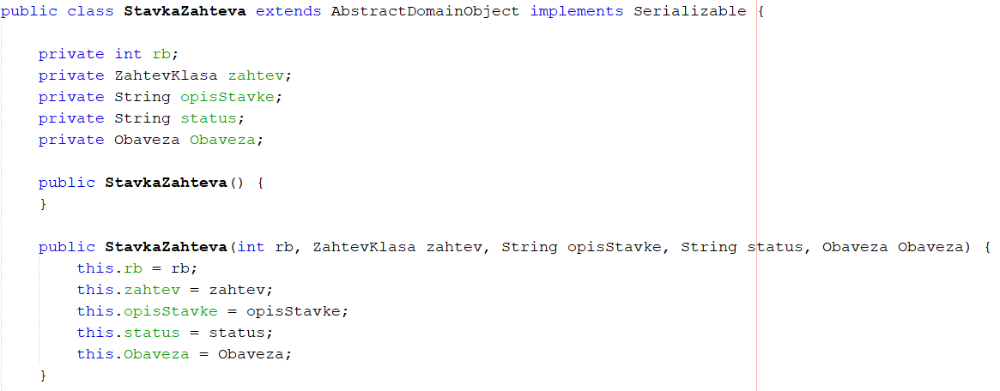 public class StavkaZahteva extends AbstractDomainObject implements Serializable {
private int rb;
private ZahtevKlasa zahtev;
private String opisStavke;
private String status;
private Obaveza Obaveza;
public StavkaZahteva() {
}
public StavkaZahteva(int rb, ZahtevKlasa zahtev, String opisStavke, String status, Obaveza Obaveza) {
this.rb = rb;
this.zahtev = zahtev;
this.opisStavke = opisStavke;
this.status = status;
this.Obaveza = Obaveza;
}